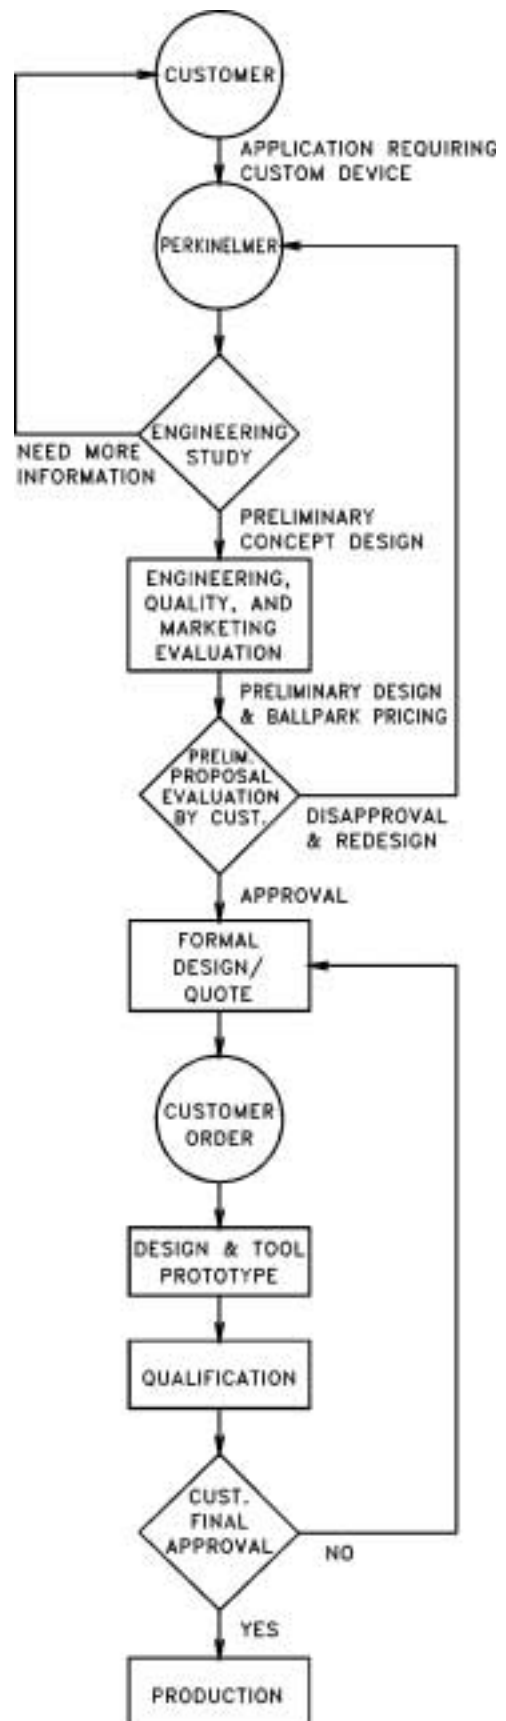 CUSTOMER
APPLICATION REQUIRING
CUSTOM DEVICE
PERKINELMER
ENGINEERING
STUDY
NEED MORE
INFORMATION
PRELIMINARY
CONCEPT DESIGN
ENGINEERING,
QUALITY, AND
MARKETING
EVALUATION
PRELIMINARY DESIGN
& BALLPARK PRICING
PRELIM.
PROPOSAL
EVALUATION
BY CUST.
DISAPPROVAL
& REDESIGN
APPROVAL
FORMAL
DESIGN/
QUOTE
CUSTOMER
ORDER
DESIGN & TOOL
PROTOTYPE
QUALIFICATION
CUST.
FINAL
APPROVAL
NO
YES
PRODUCTION